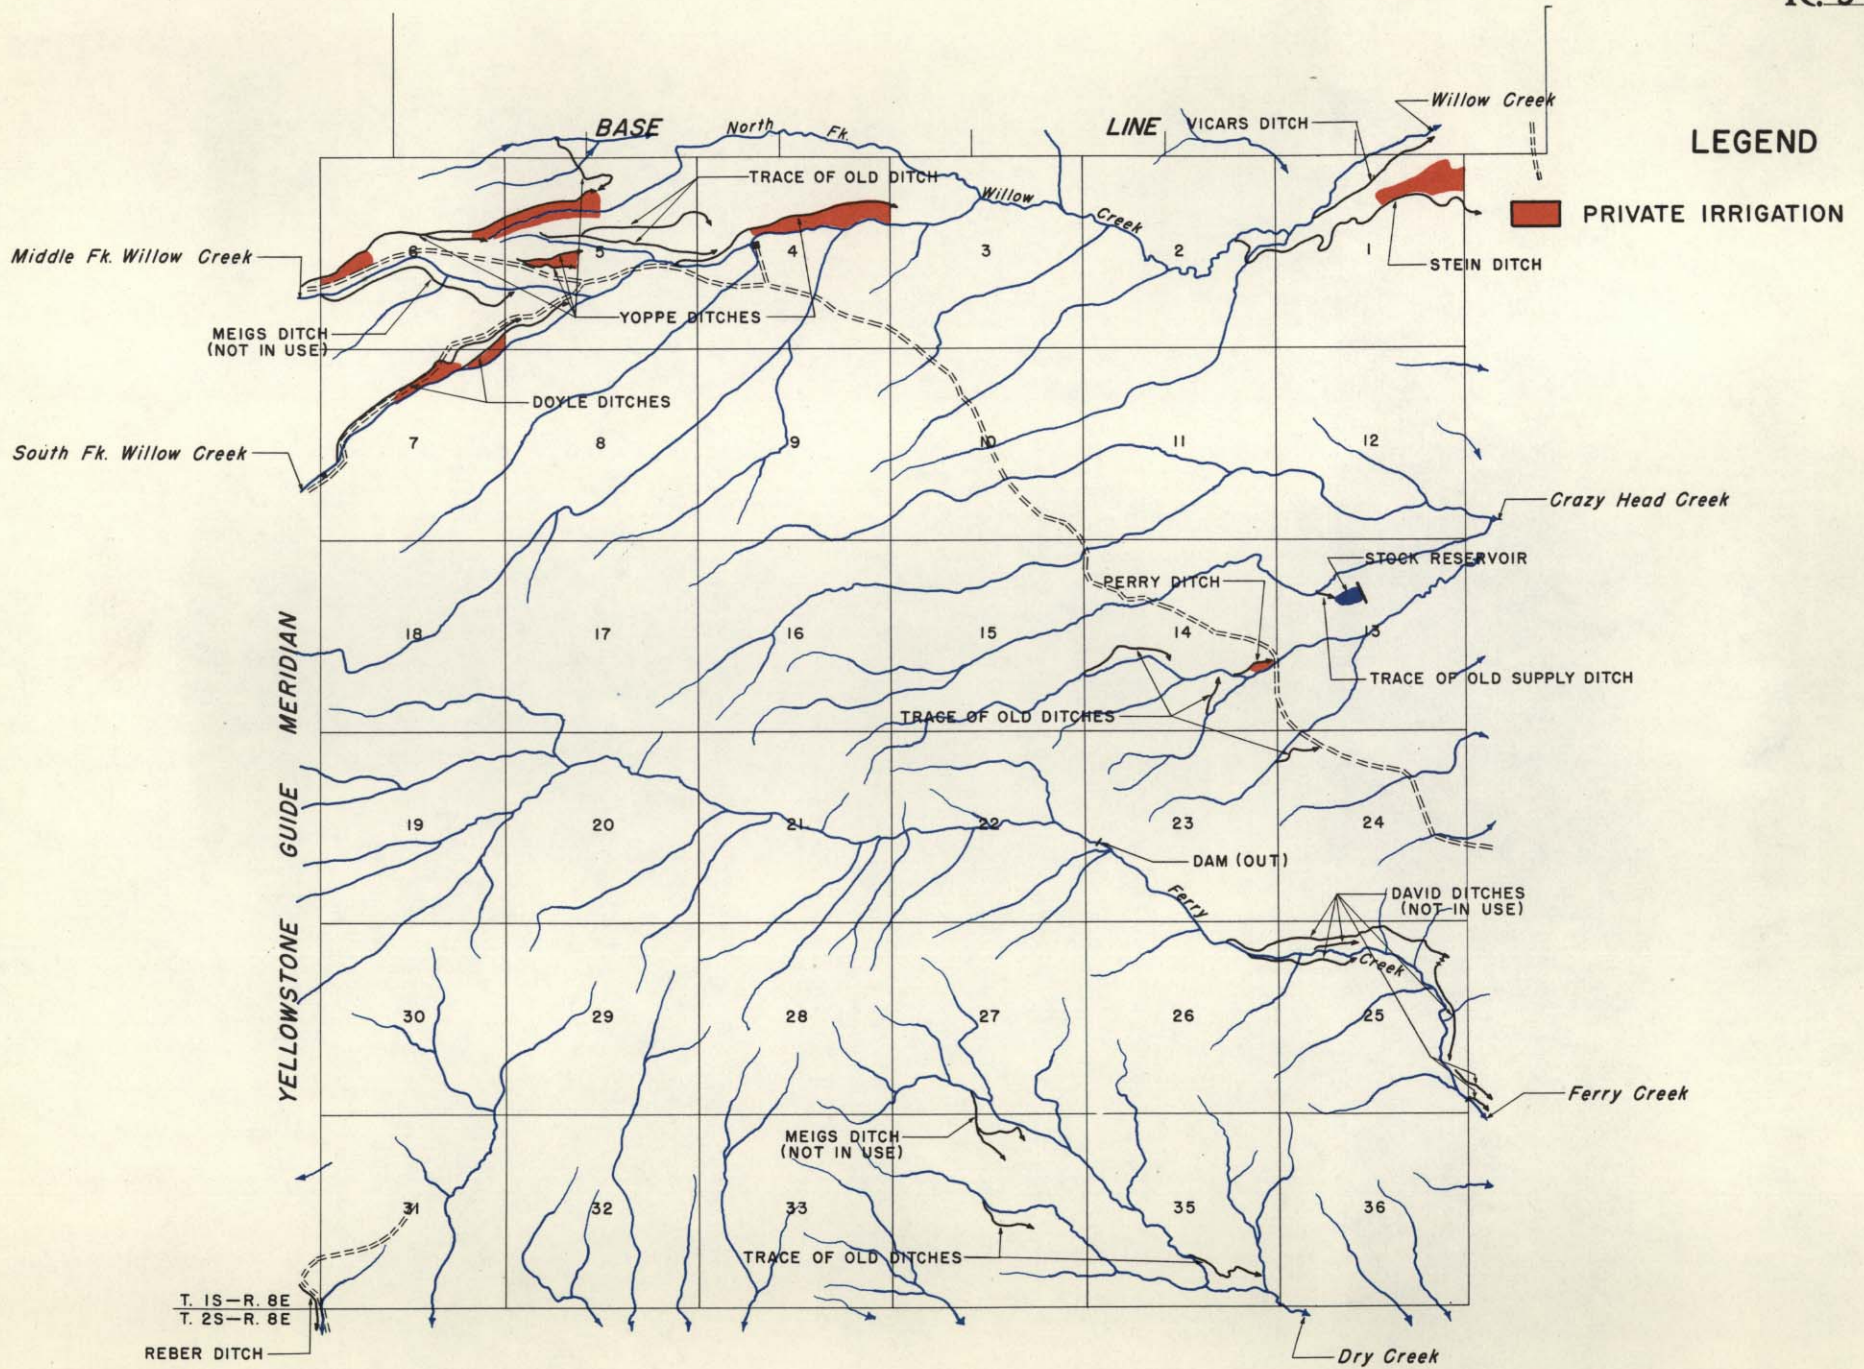 BASE
North Fk.
LINE
VICARS DITCH
Willow Creek
LEGEND
TRACE OF OLD DITCH
Willow
Creek
PRIVATE IRRIGATION
Middle Fk. Willow Creek
6
5
4
3
2
1
STEIN DITCH
YOPPE DITCHES
MEIGS DITCH
(NOT IN USE)
DOYLE DITCHES
South Fk. Willow Creek
7
8
9
10
11
12
Crazy Head Creek
STOCK RESERVOIR
PERRY DITCH
YELLOWSTONE GUIDE MERIDIAN
18
17
16
15
14
13
TRACE OF OLD SUPPLY DITCH
TRACE OF OLD DITCHES
19
20
21
22
23
24
DAM (OUT)
Ferry
DAVID DITCHES
(NOT IN USE)
Creek
30
29
28
27
26
25
Ferry Creek
MEIGS DITCH
(NOT IN USE)
31
32
33
35
36
TRACE OF OLD DITCHES
T. 1S—R. 8E
T. 2S—R. 8E
REBER DITCH
Dry Creek